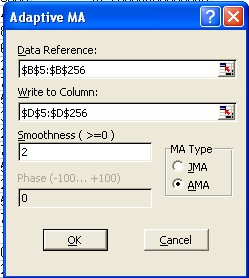 Adaptive MA
Data Reference:
$B$5:$B$256
Write to Column:
$D$5:$D$256
Smoothness ( >=0 )
2
MA Type
JMA
AMA
Phase (-100... +100)
0
OK
Cancel